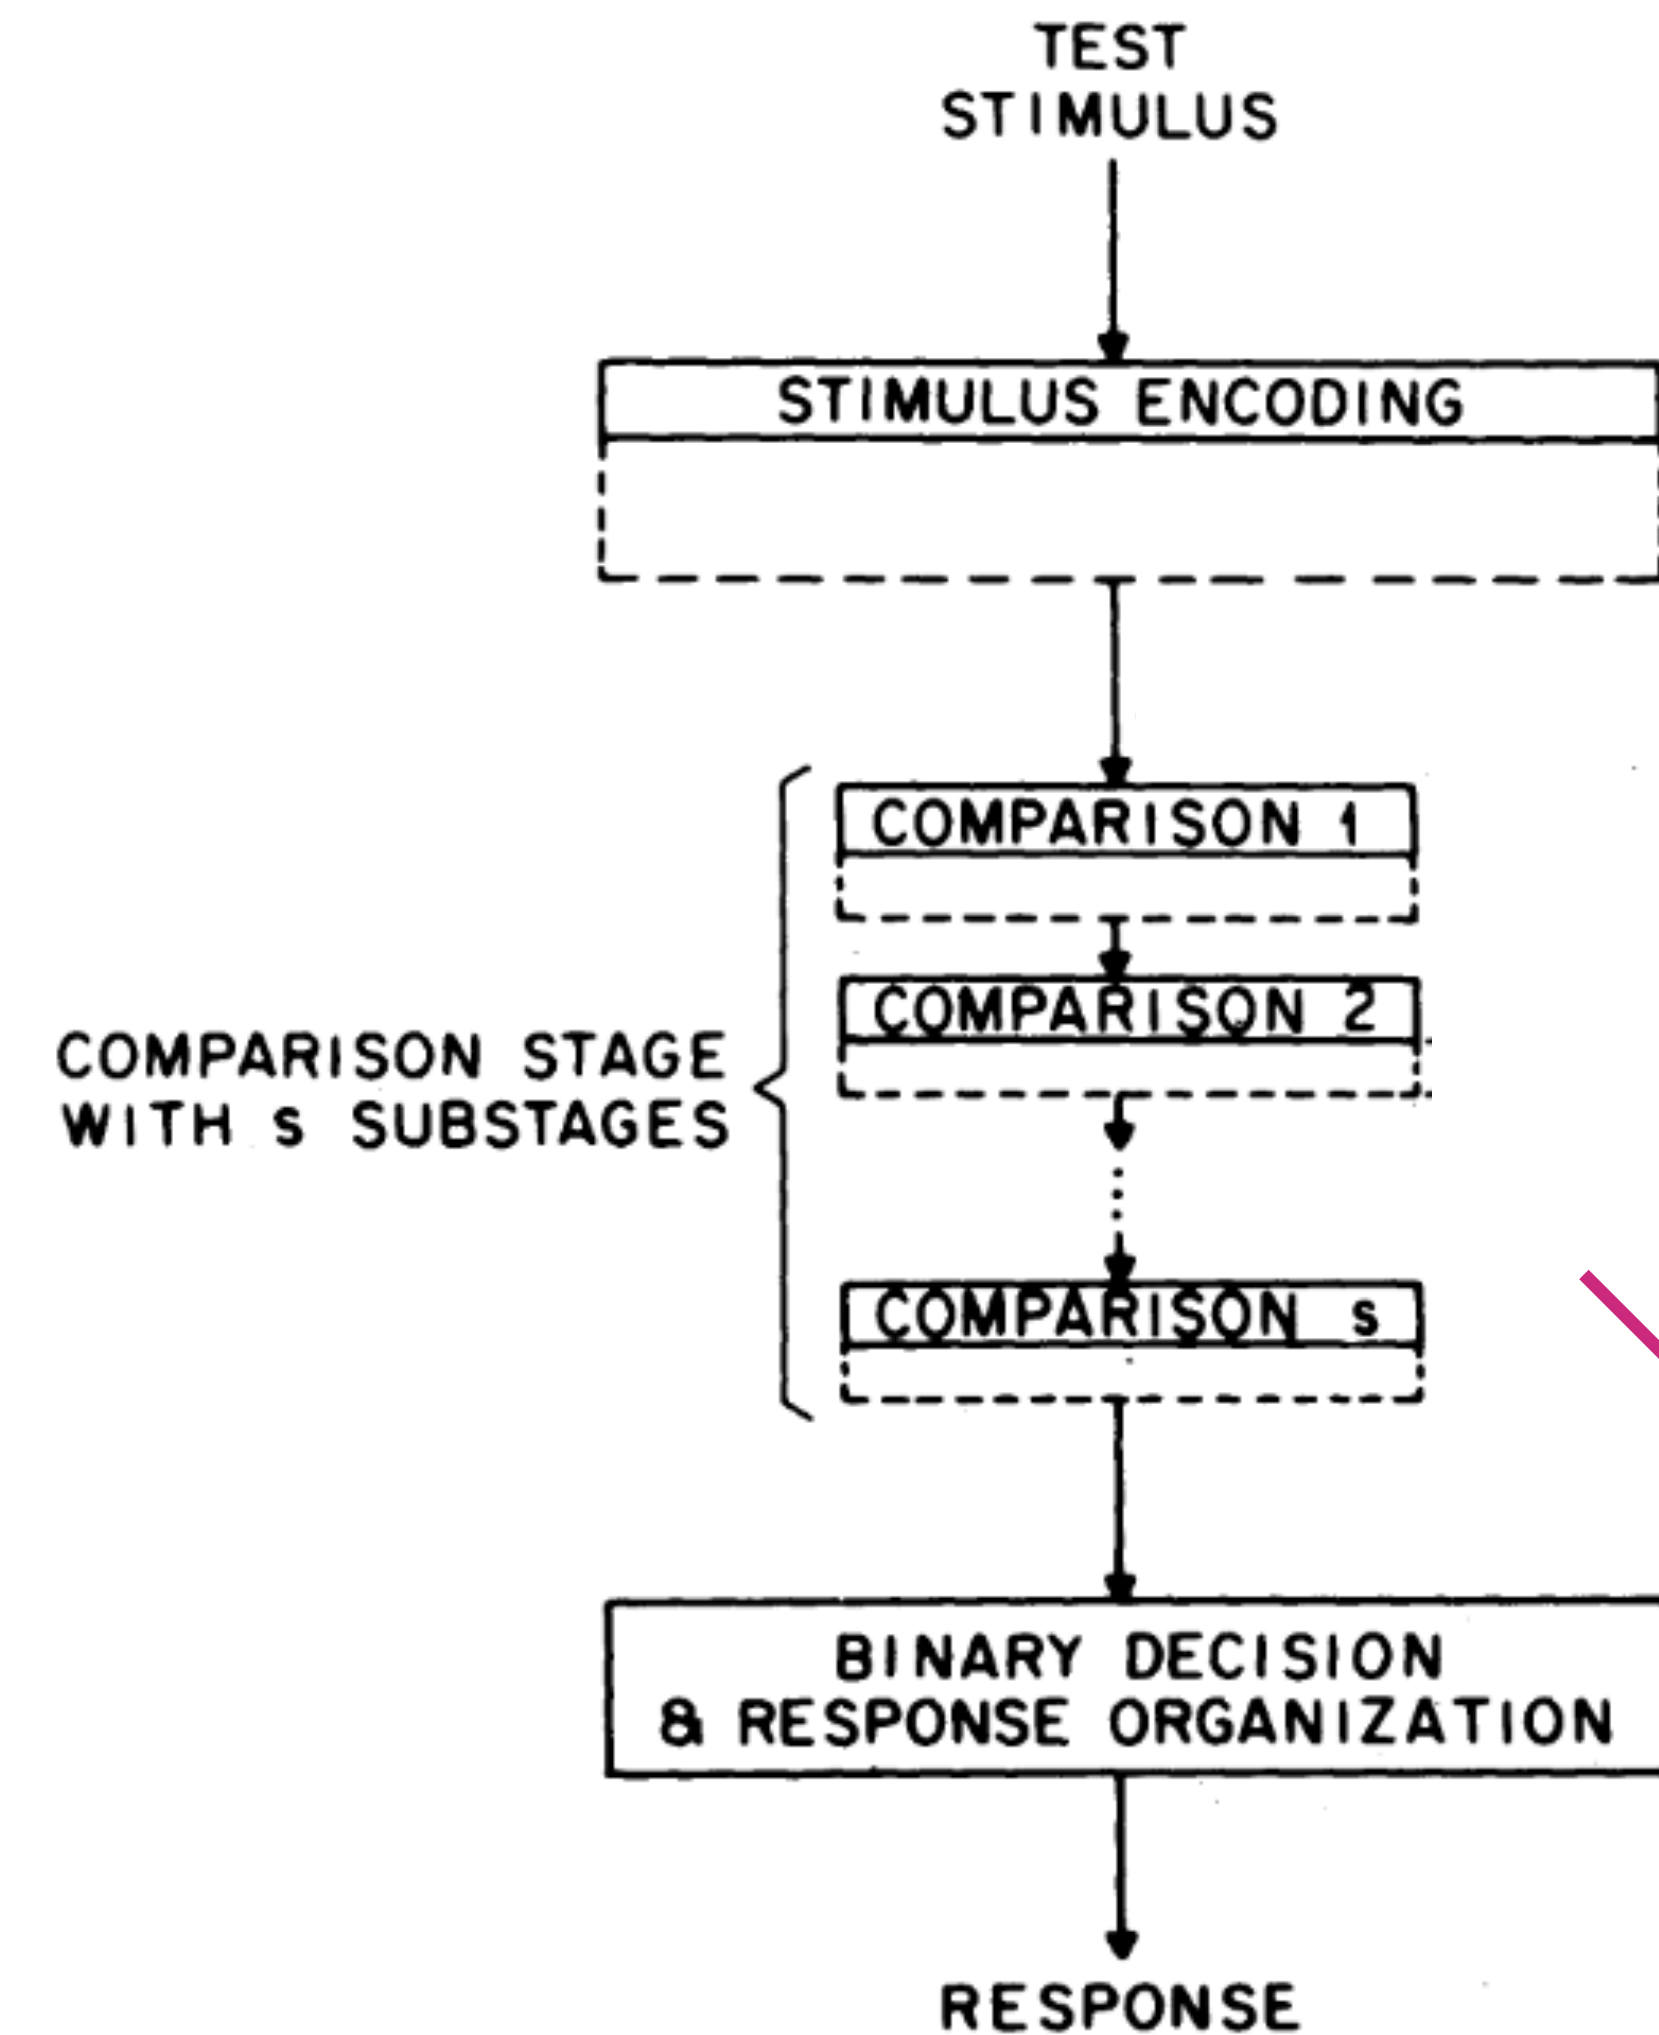 TEST
STIMULUS
STIMULUS ENCODING
COMPARISON 1
COMPARISON 2
COMPARISON STAGE
WITH s SUBSTAGES
COMPARISON s
BINARY DECISION
& RESPONSE ORGANIZATION
RESPONSE